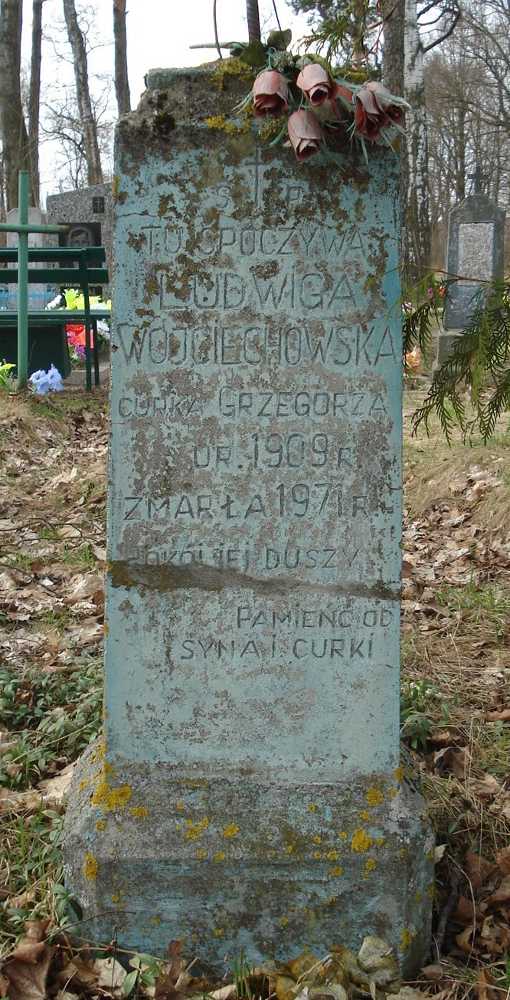 S P
TU SPOCZYWA
LUDWIGA
WOJCIECHOWSKA
CURKA GRZEGORZA
UR. 1909 R
ZMARŁA 1971 R
POKÓJ JEJ DUSZY
PAMIENC OD
SYNA I CURKI